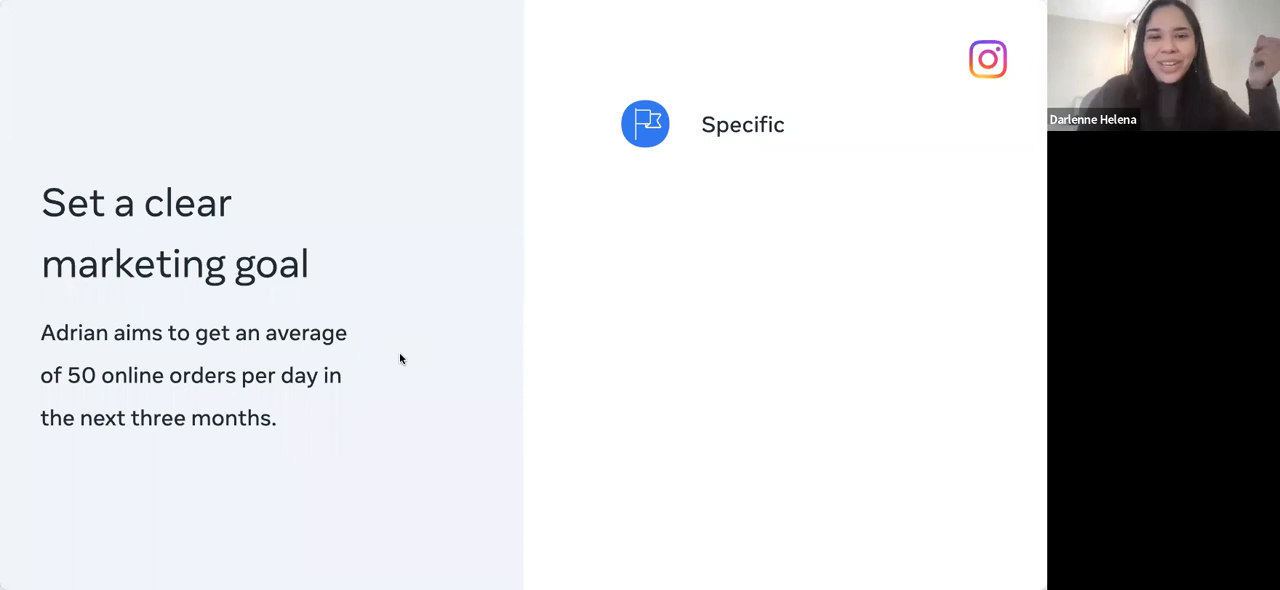 Set a clear
marketing goal
Adrian aims to get an average
of 50 online orders per day in
the next three months.
Specific
Darlenne Helena